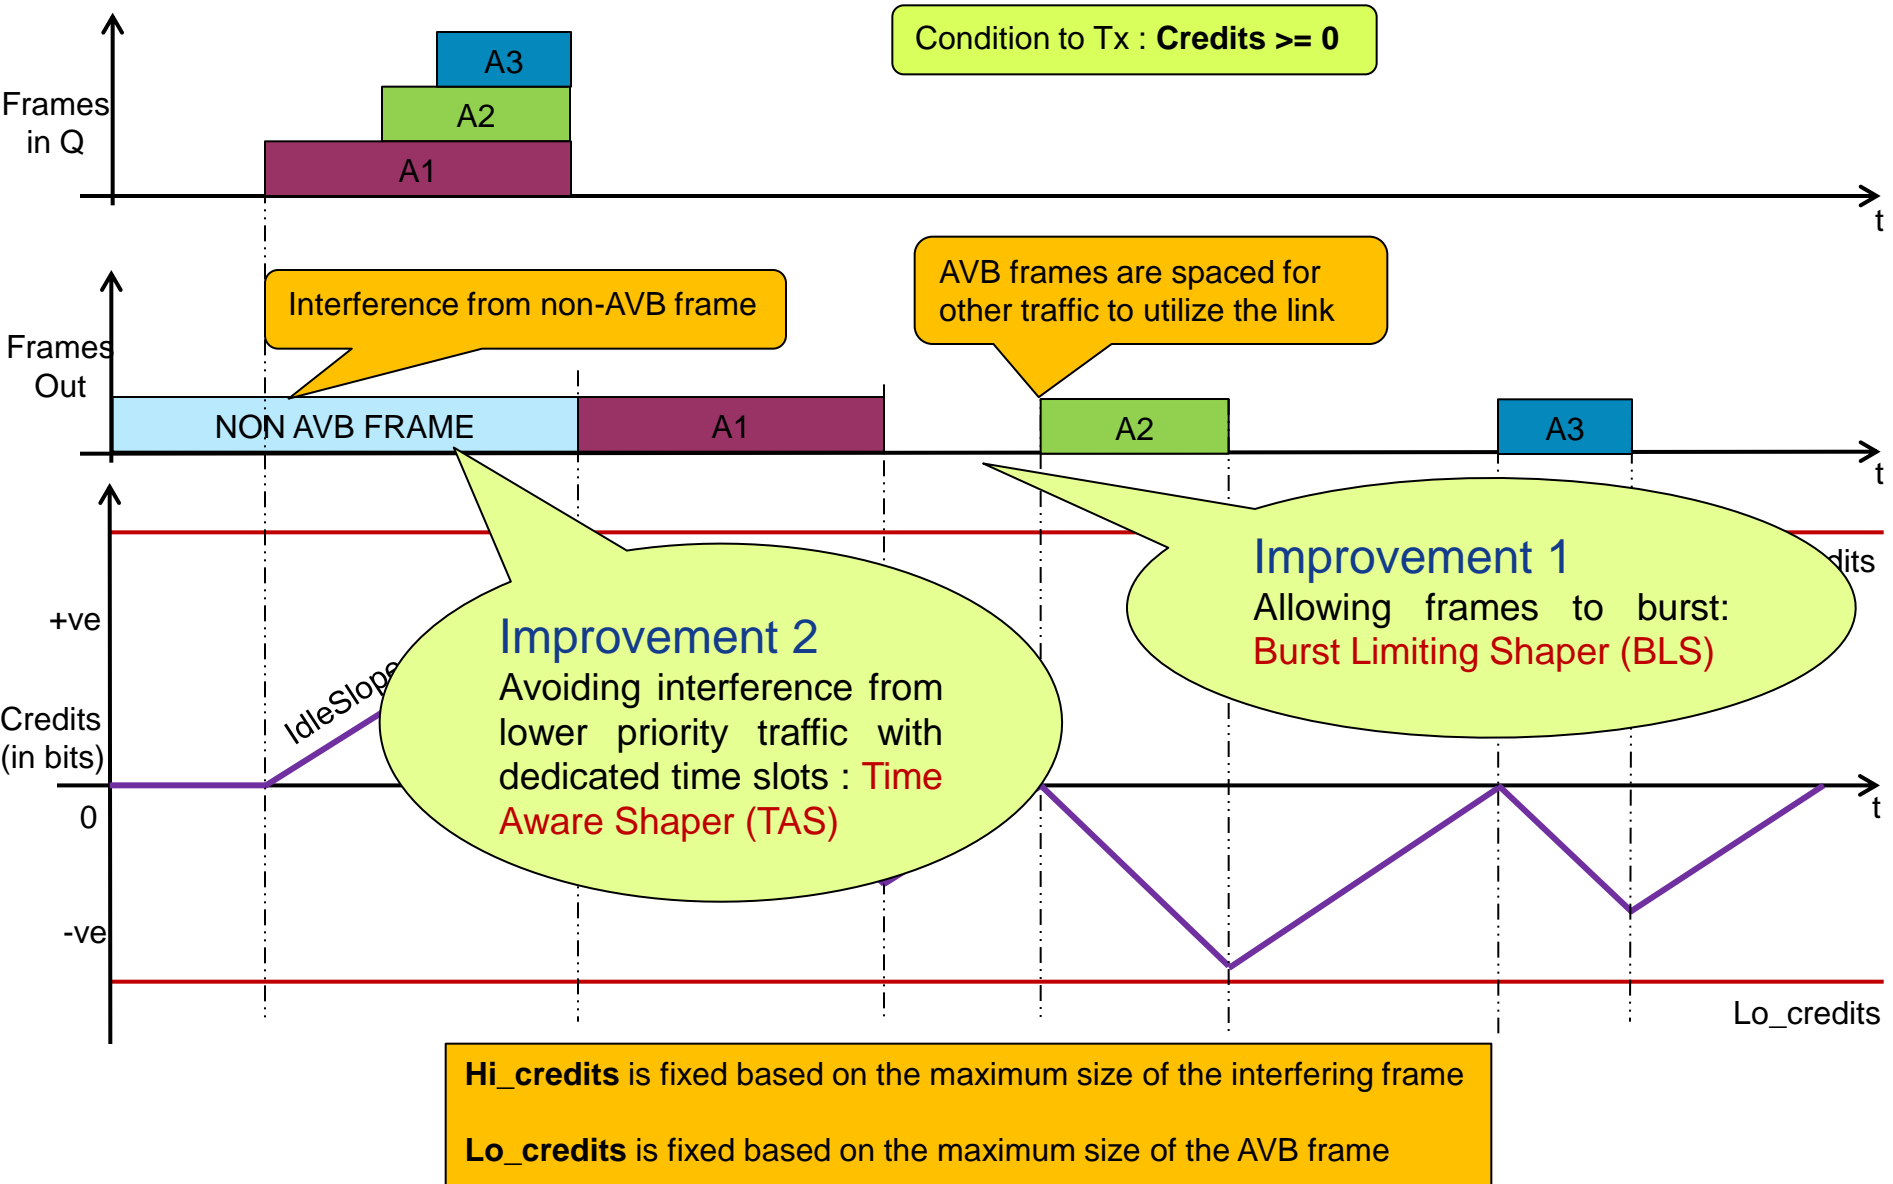 Condition to Tx : Credits >= 0
A3
A2
A1
Frames
in Q
t
Interference from non-AVB frame
AVB frames are spaced for
other traffic to utilize the link
Frames
Out
NON AVB FRAME
A1
A2
A3
t
Improvement 1
Allowing frames to burst:
Burst Limiting Shaper (BLS)
+ve
Improvement 2
Avoiding interference from
lower priority traffic with
dedicated time slots : Time
Aware Shaper (TAS)
IdleSlope
Credits
(in bits)
0
t
-ve
Lo_credits
Hi_credits is fixed based on the maximum size of the interfering frame
Lo_credits is fixed based on the maximum size of the AVB frame